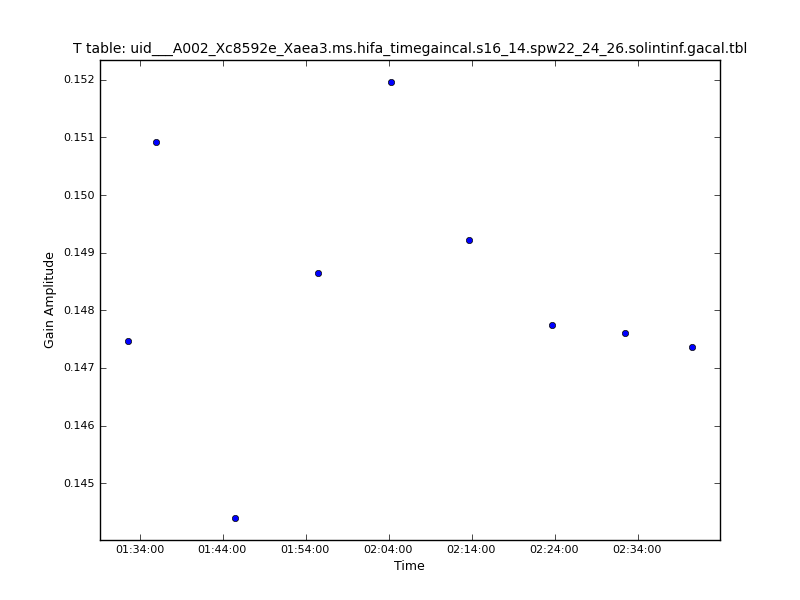 T table: uid___A002_Xc8592e_Xaea3.ms.hifa_timegaincal.s16_14.spw22_24_26.solintinf.gacal.tbl
0.152
0.151
0.150
0.149
0.148
0.147
0.146
0.145
Gain Amplitude
01:34:00 01:44:00 01:54:00 02:04:00 02:14:00 02:24:00 02:34:00
Time